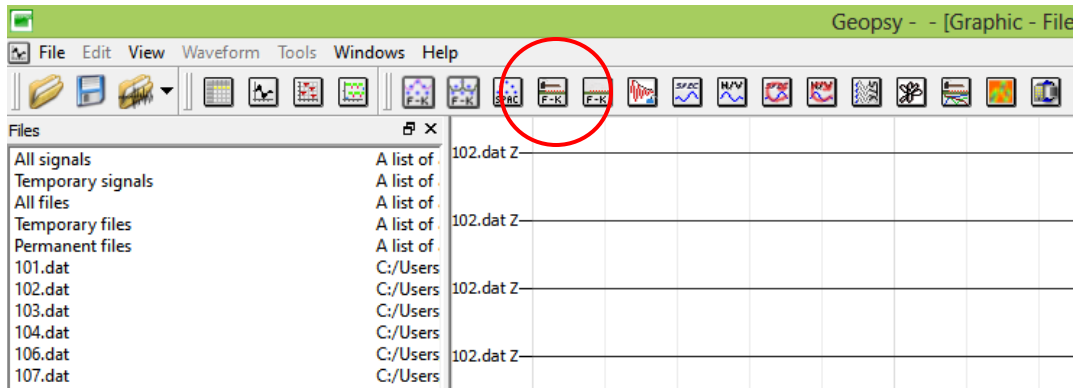 Geopsy - - [Graphic - File
File Edit View Waveform Tools Windows Help
F-K F-K SPAC F-K F-K SPEC H/V
Files
All signals A list of
Temporary signals A list of
All files A list of
Temporary files A list of
Permanent files A list of
101.dat C:/Users
102.dat C:/Users
103.dat C:/Users
104.dat C:/Users
106.dat C:/Users
107.dat C:/Users
102.dat Z
102.dat Z
102.dat Z
102.dat Z